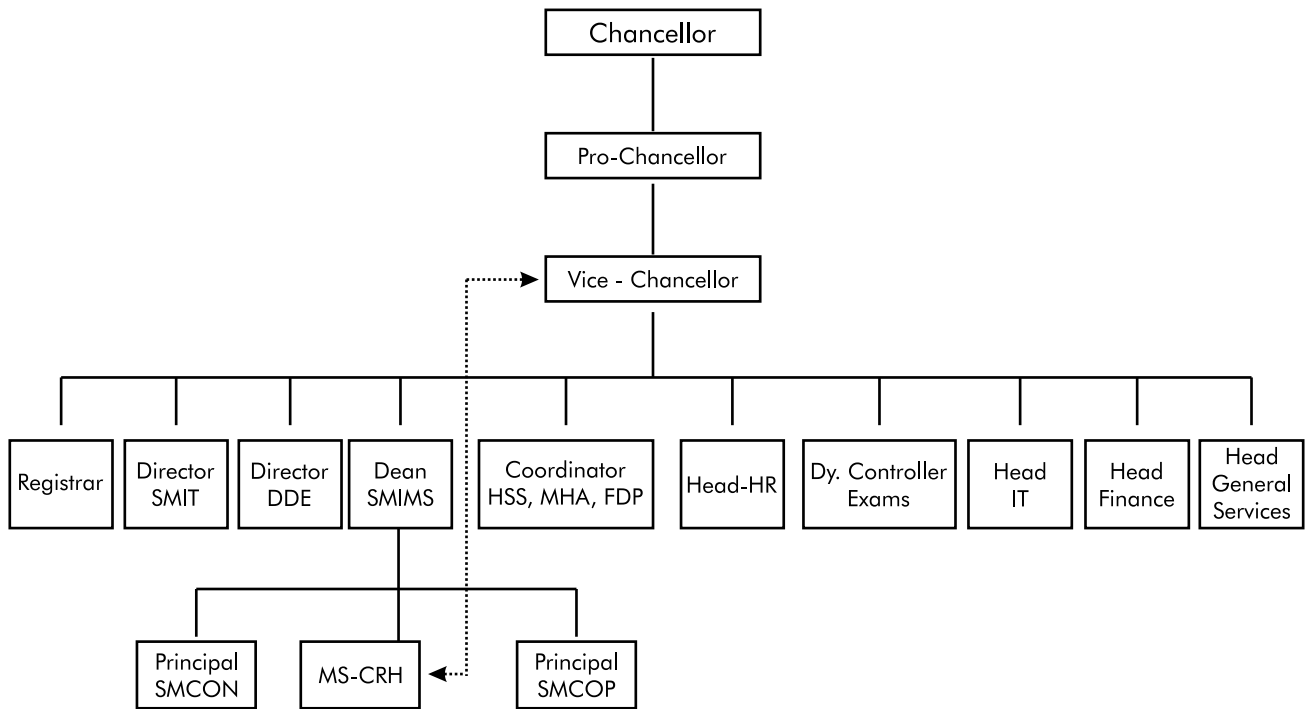 Chancellor
Pro-Chancellor
Vice - Chancellor
Registrar
Director
SMIT
Director
DDE
Dean
SMIMS
Coordinator
HSS, MHA, FDP
Head-HR
Dy. Controller
Exams
Head
IT
Head
Finance
Head
General
Services
Principal
SMCON
MS-CRH
Principal
SMCOP